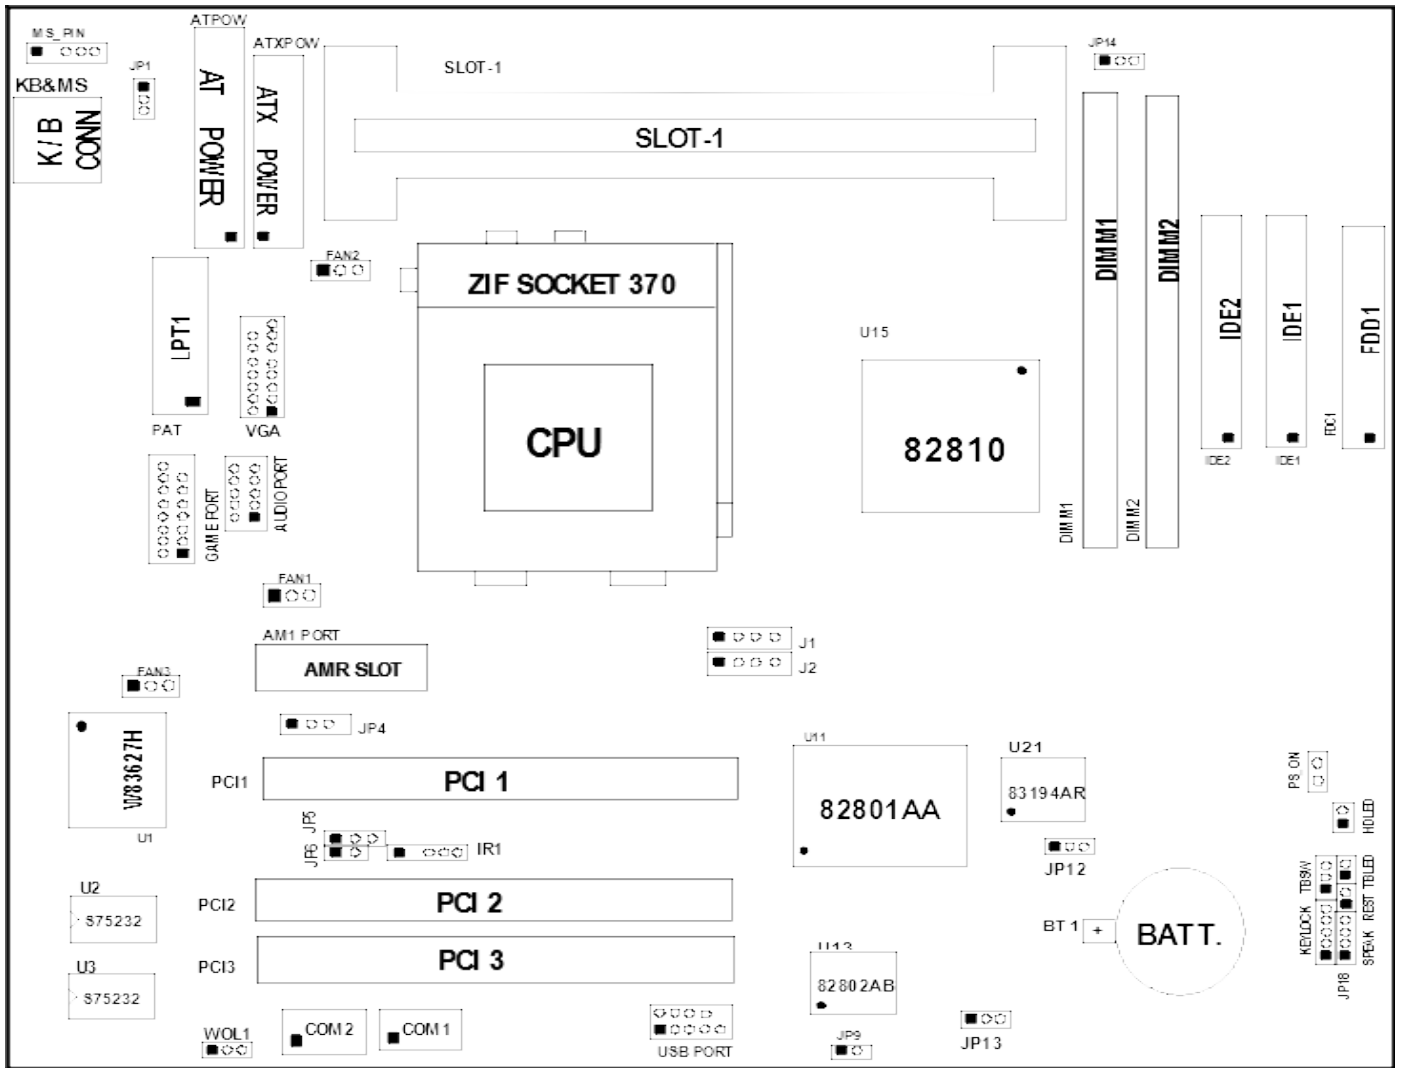 ATPOW
MS_PIN
ATXPOW
JP14
JP1
SLOT-1
KB&MS
K/B CONN
AT POWER
ATX POWER
SLOT-1
DIMM1
DIMM2
FAN2
ZIF SOCKET 370
LPT1
U15
IDE2
IDE1
FDD1
CPU
82810
PAT
VGA
FDC1
IDE2
IDE1
GAME PORT
AUDIO PORT
DIMM1
DIMM2
FAN1
AM1 PORT
AMR SLOT
J1
J2
FAN3
JP4
U11
U21
W83627H
PCI1
PCI 1
82801AA
83194AR
PS_ON
HDLED
U1
JP5
JP6
IR1
JP12
TBSW
TBLED
U2
S75232
PCI2
PCI 2
BT1
+
BATT.
KEYLOCK
REST
SPEAK
U3
S75232
PCI3
PCI 3
U13
82802AB
JP18
WOL1
COM2
COM1
USB PORT
JP9
JP13